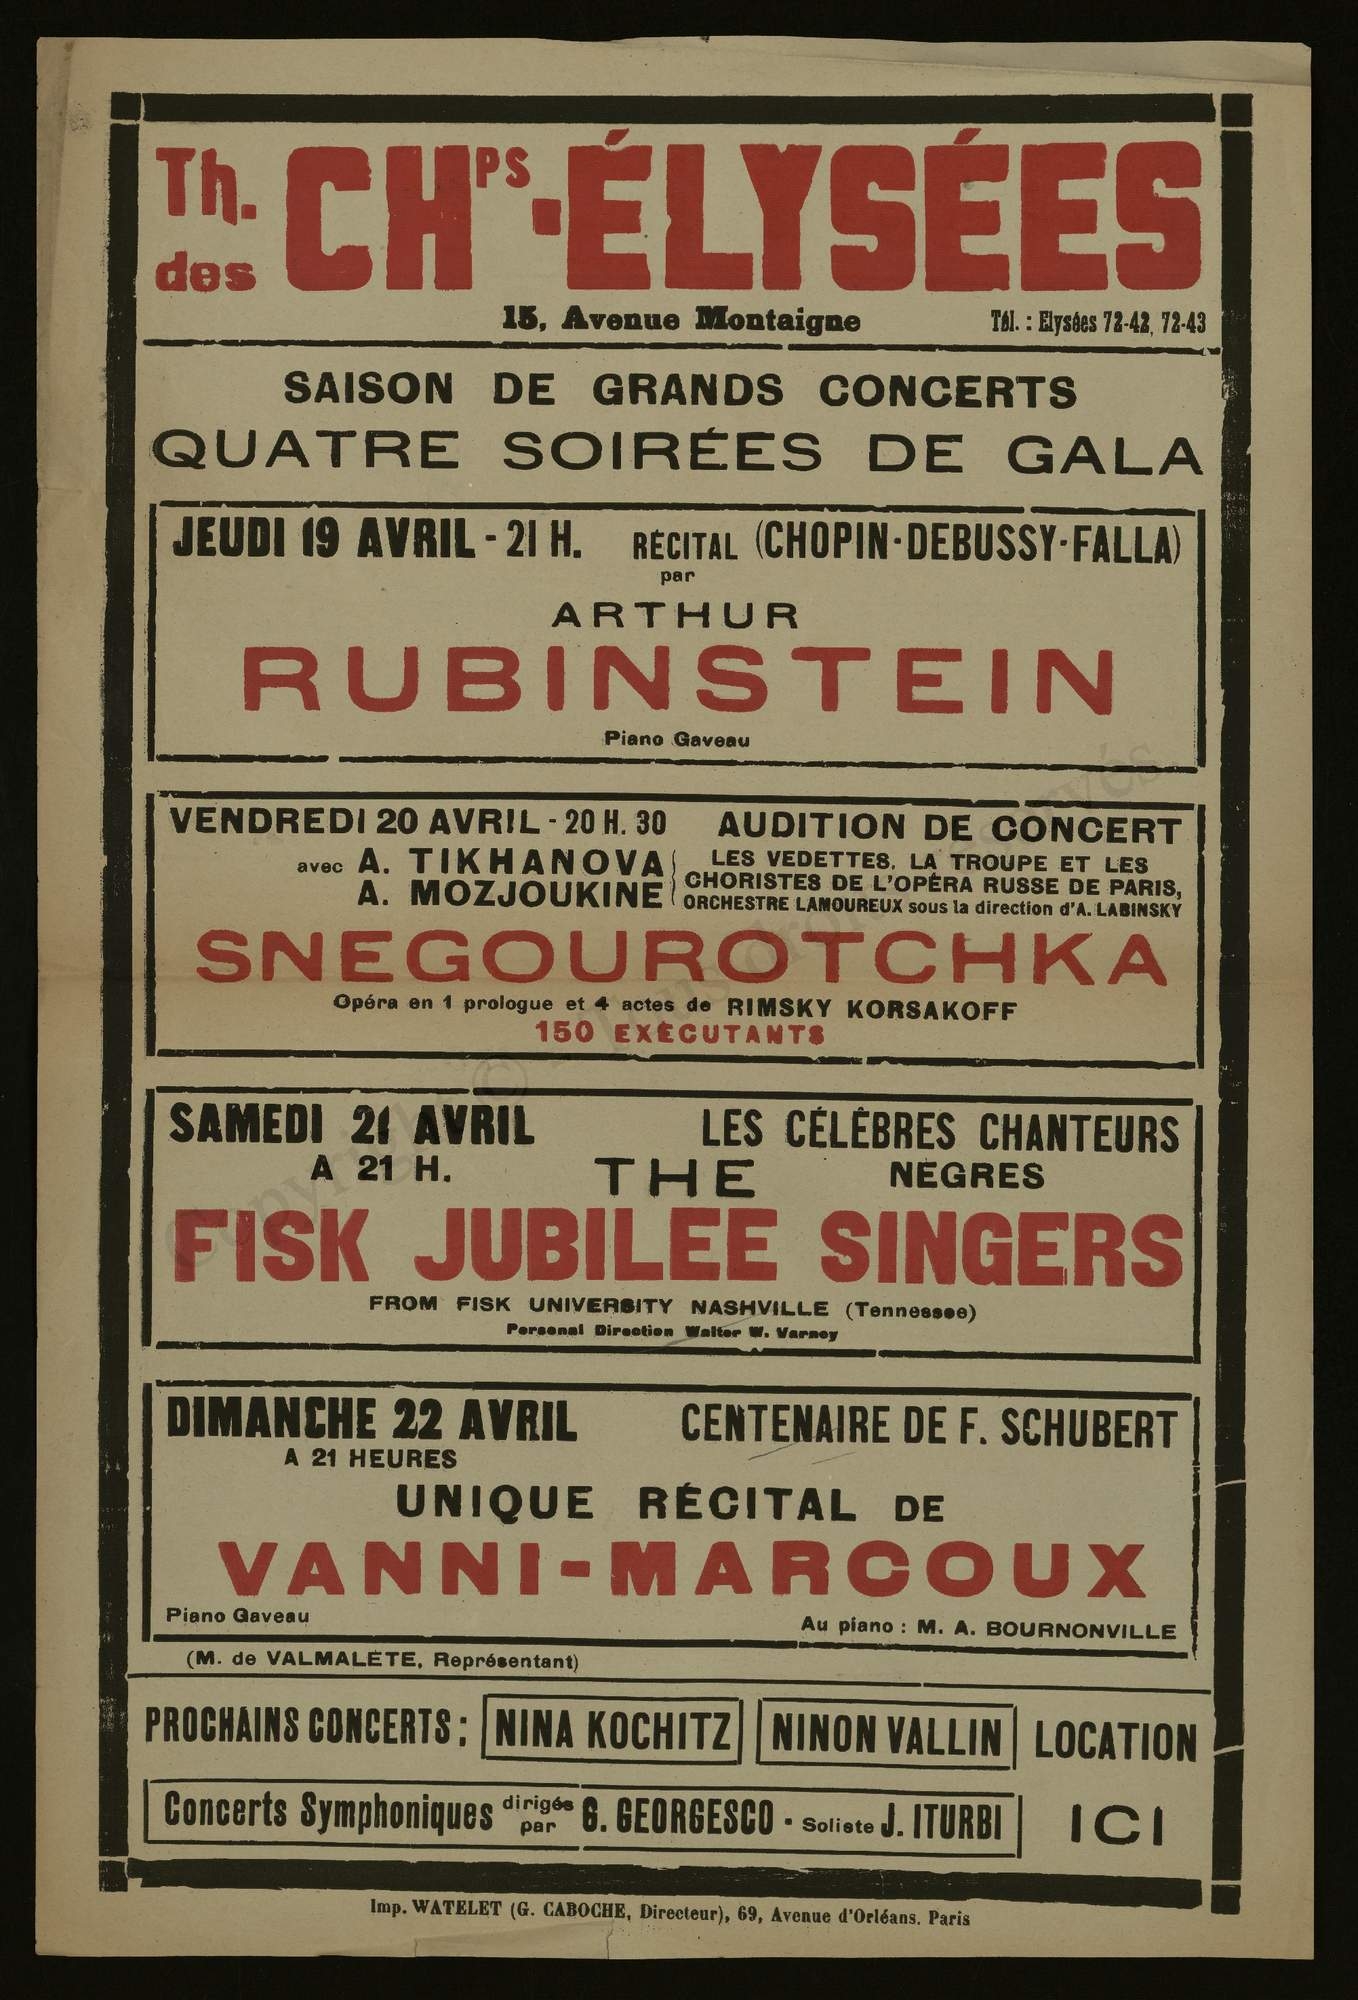 Th. des CHPS-ÉLYSÉES
15, Avenue Montaigne
Tél. : Elysées 72-42, 72-43
SAISON DE GRANDS CONCERTS
QUATRE SOIRÉES DE GALA
JEUDI 19 AVRIL - 21 H. RÉCITAL (CHOPIN-DEBUSSY-FALLA)
par
ARTHUR
RUBINSTEIN
Piano Gaveau
VENDREDI 20 AVRIL - 20 H. 30 AUDITION DE CONCERT
avec A. TIKHANOVA
A. MOZJOUKINE
LES VEDETTES, LA TROUPE ET LES
CHORISTES DE L'OPÉRA RUSSE DE PARIS,
ORCHESTRE LAMOUREUX sous la direction d'A. LABINSKY
SNEGOUROTCHKA
Opéra en 1 prologue et 4 actes de RIMSKY KORSAKOFF
150 EXÉCUTANTS
SAMEDI 21 AVRIL
A 21 H.
LES CÉLÈBRES CHANTEURS
NEGRES
THE
FISK JUBILEE SINGERS
FROM FISK UNIVERSITY NASHVILLE (Tennessee)
Personal Direction Walter W. Varney
DIMANCHE 22 AVRIL
A 21 HEURES
CENTENAIRE DE F. SCHUBERT
UNIQUE RÉCITAL DE
VANNI-MARCOUX
Piano Gaveau
Au piano : M. A. BOURNONVILLE
(M. de VALMALÈTE, Représentant)
PROCHAINS CONCERTS : NINA KOCHITZ NINON VALLIN
Concerts Symphoniques dirigés par G. GEORGESCO - Soliste J. ITURBI
LOCATION
ICI
Imp. WATELET (G. CABOCHE, Directeur), 69, Avenue d'Orléans. Paris
Copyright © - Tous droits réservés.